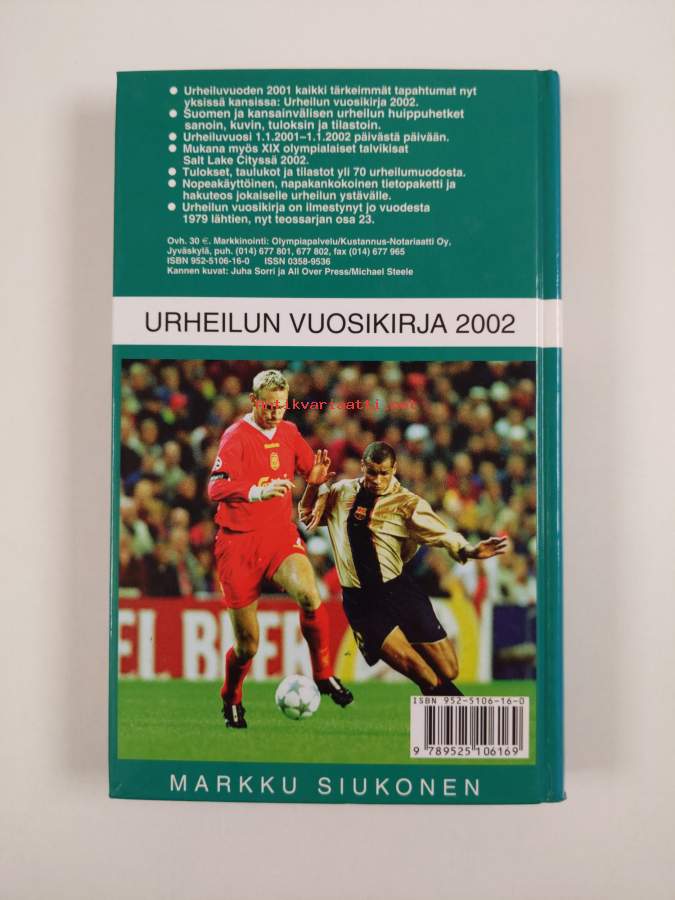 ● Urheiluvuoden 2001 kaikki tärkeimmät tapahtumat nyt
yksissä kansissa: Urheilun vuosikirja 2002.
● Suomen ja kansainvälisen urheilun huippuhetket
sanoin, kuvin, tuloksin ja tilastoin.
● Urheiluvuosi 1.1.2001–1.1.2002 päivästä päivään.
● Mukana myös XIX olympialaiset talvikisat
Salt Lake Cityssä 2002.
● Tulokset, taulukot ja tilastot yli 70 urheilumuodosta.
● Nopeakäyttöinen, napakankokoinen tietopaketti ja
hakuteos jokaiselle urheilun ystävälle.
● Urheilun vuosikirja on ilmestynyt jo vuodesta
1979 lähtien, nyt teossarjan osa 23.
Ovh. 30 €. Markkinointi: Olympiapalvelu/Kustannus-Notariaatti Oy,
Jyväskylä, puh. (014) 677 801, 677 802, fax (014) 677 965
ISBN 952-5106-16-0 ISSN 0358-9536
Kannen kuvat: Juha Sorri ja All Over Press/Michael Steele
URHEILUN VUOSIKIRJA 2002
antikvariaatti.net
ISBN 952-5106-16-0
9 789525 106169
MARKKU SIUKONEN